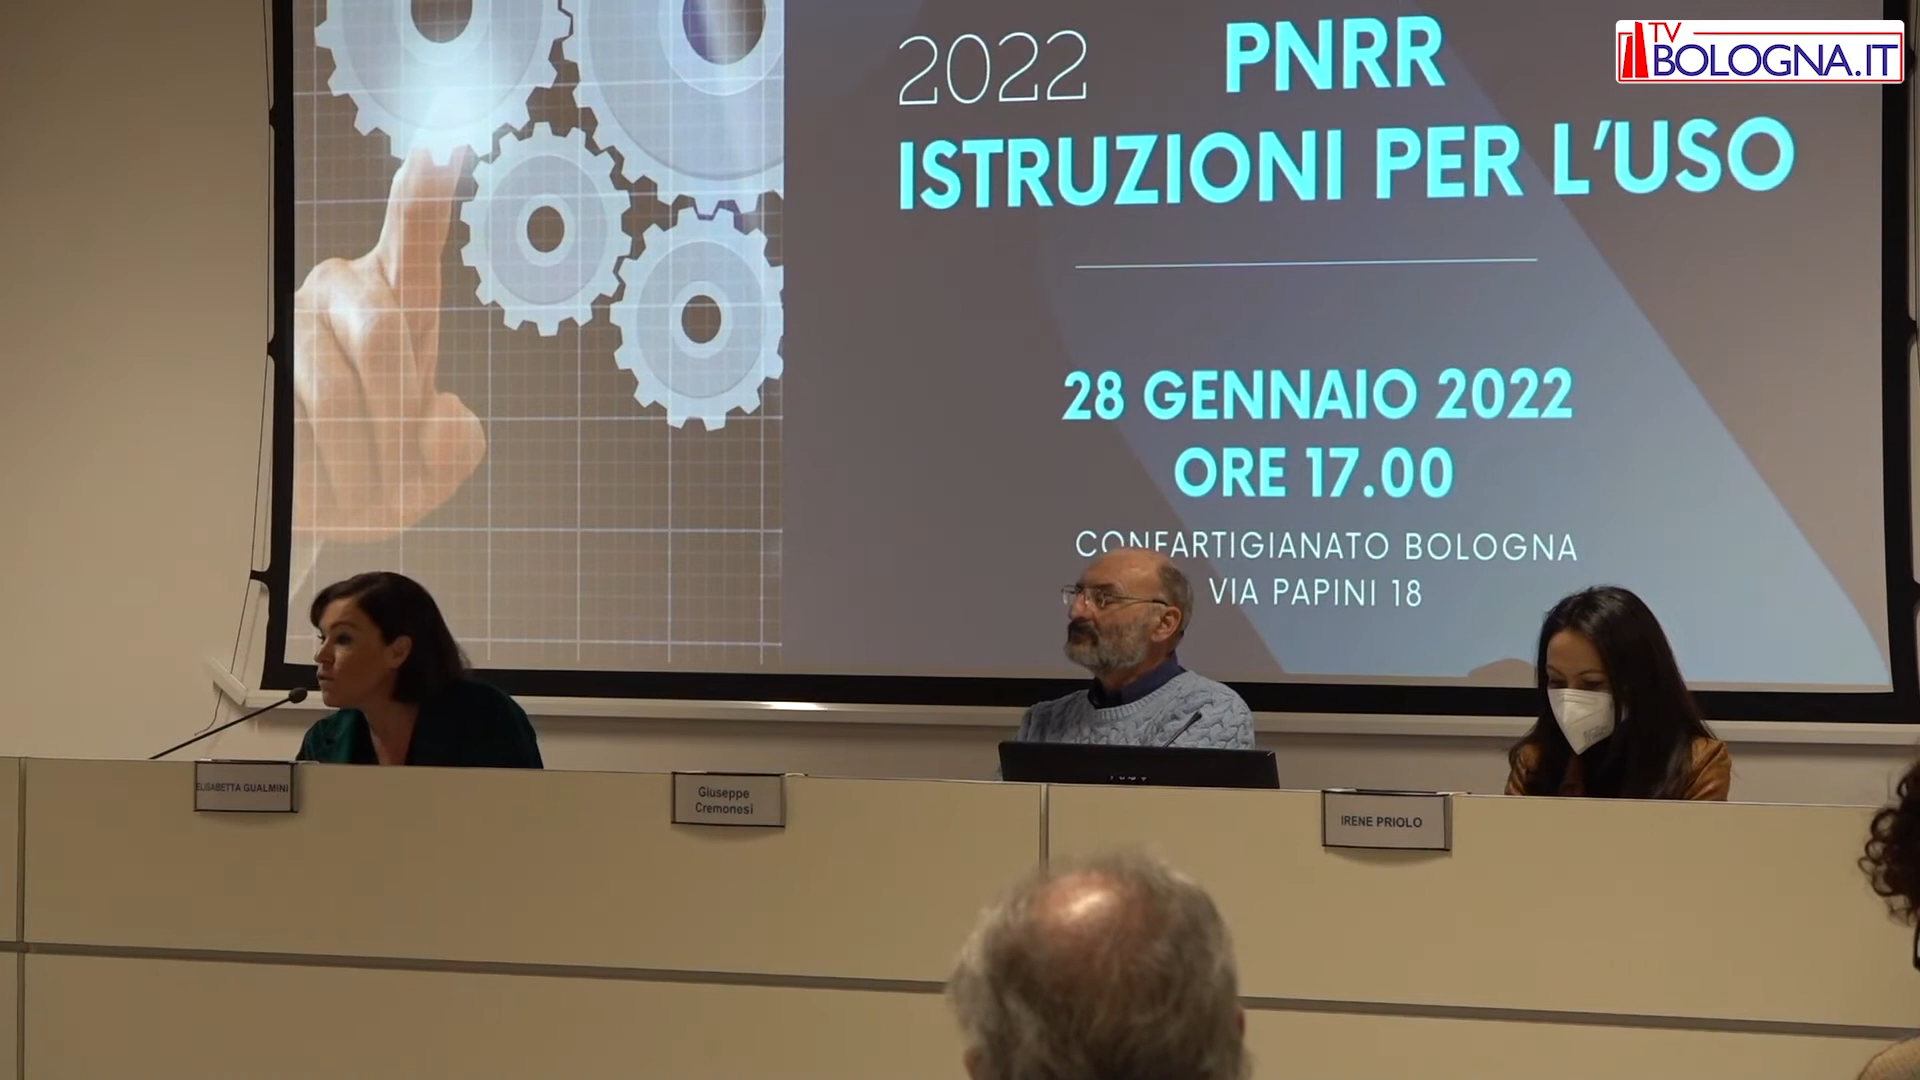 TV
BOLOGNA.IT
2022 PNRR
ISTRUZIONI PER L'USO
28 GENNAIO 2022
ORE 17.00
CONFARTIGIANATO BOLOGNA
VIA PAPINI 18
ELISABETTA GUALMINI
Giuseppe
Cremonesi
IRENE PRIOLO